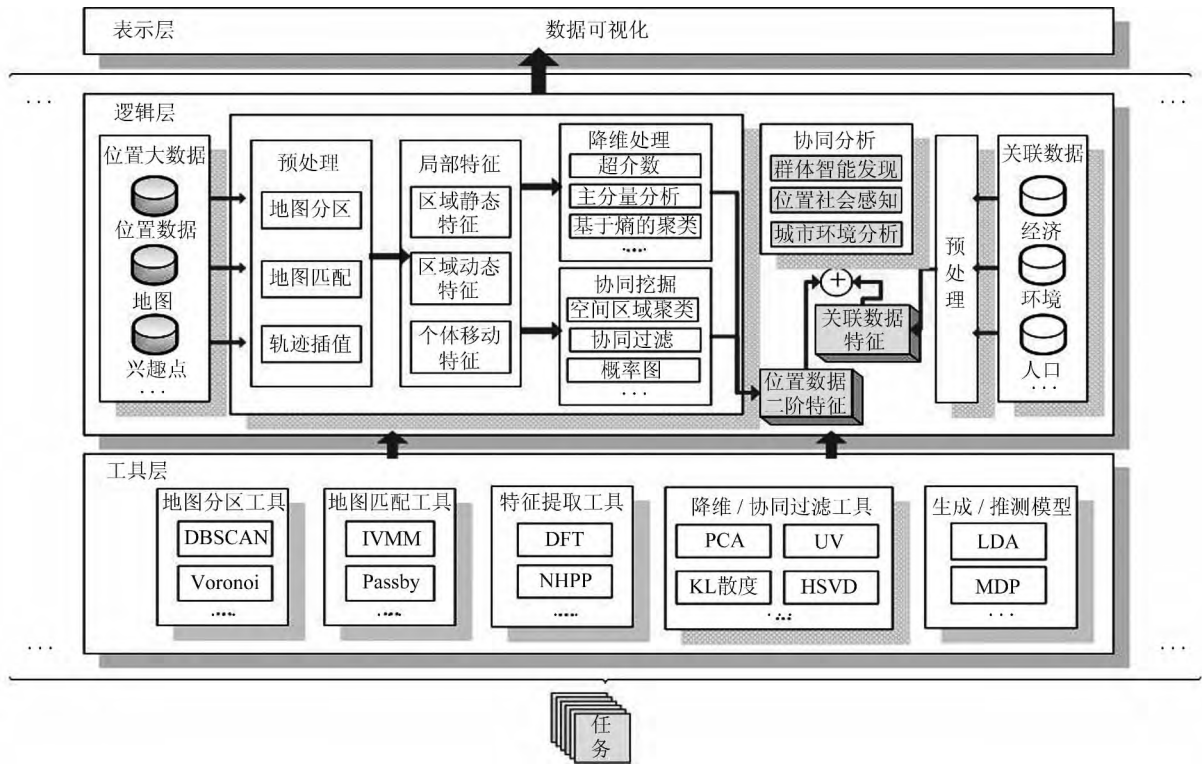 表示层
数据可视化
...
...
逻辑层
位置大数据
位置数据
地图
兴趣点
...
预处理
地图分区
地图匹配
轨迹插值
局部特征
区域静态
特征
区域动态
特征
个体移动
特征
降维处理
超介数
主分量分析
基于熵的聚类
....
协同挖掘
空间区域聚类
协同过滤
概率图
...
协同分析
群体智能发现
位置社会感知
城市环境分析
+
关联数据
特征
位置数据
二阶特征
预
处
理
关联数据
经济
环境
人口
...
工具层
地图分区工具
DBSCAN
Voronoi
....
地图匹配工具
IVMM
Passby
....
特征提取工具
DFT
NHPP
.....
降维 / 协同过滤工具
PCA
UV
KL散度
HSVD
....
生成 / 推测模型
LDA
MDP
...
...
...
任
务